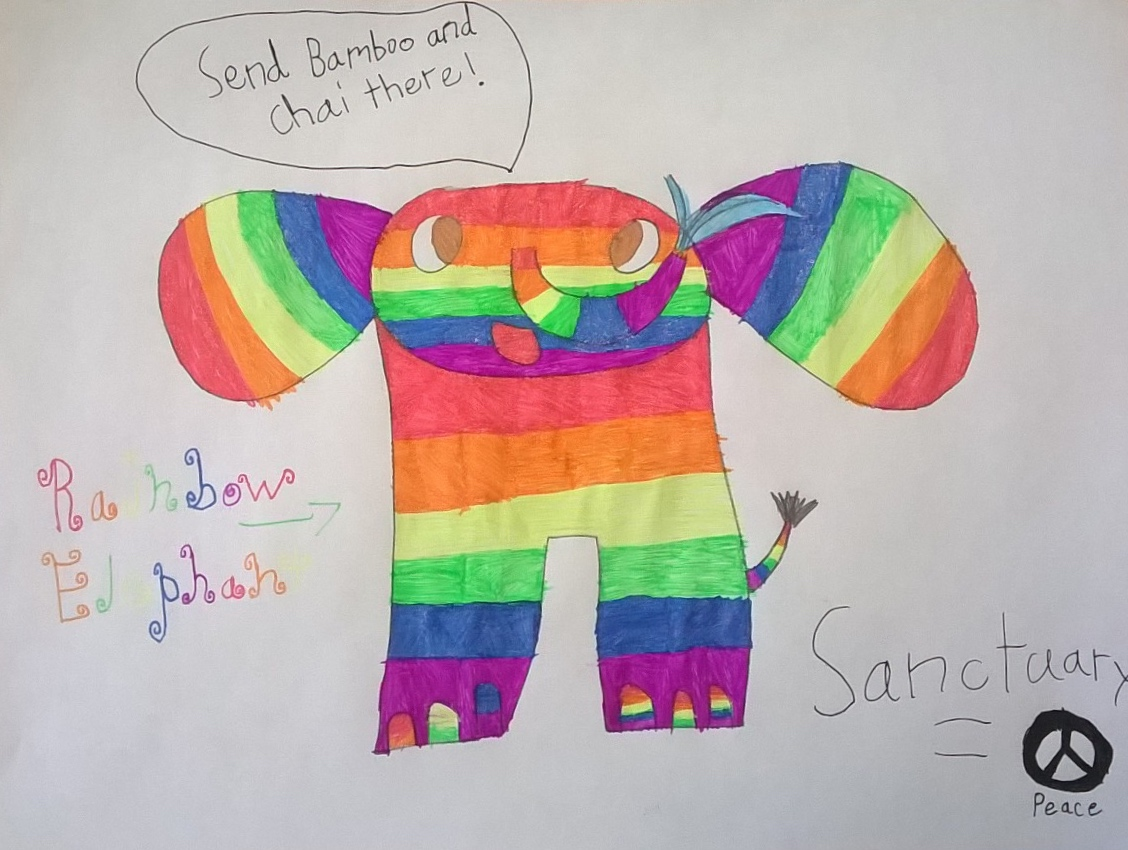 Send Bamboo and
chai there!
Rainbow
Elephant
Sanctuary
=
Peace